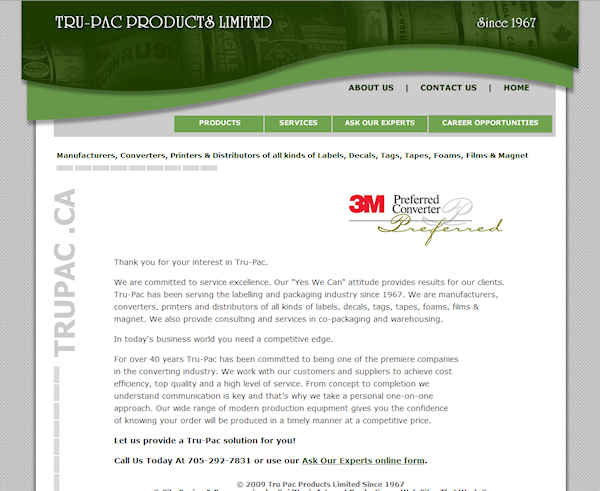 TRU-PAC PRODUCTS LIMITED
Since 1967
ABOUT US | CONTACT US | HOME
PRODUCTS
SERVICES
ASK OUR EXPERTS
CAREER OPPORTUNITIES
Manufacturers, Converters, Printers & Distributors of all kinds of Labels, Decals, Tags, Tapes, Foams, Films & Magnet
TRUPAC .CA
3M Preferred
Converter
P
Preferred
Thank you for your interest in Tru-Pac.
We are committed to service excellence. Our "Yes We Can" attitude provides results for our clients.
Tru-Pac has been serving the labelling and packaging industry since 1967. We are manufacturers,
converters, printers and distributors of all kinds of labels, decals, tags, tapes, foams, films &
magnet. We also provide consulting and services in co-packaging and warehousing.
In today's business world you need a competitive edge.
For over 40 years Tru-Pac has been committed to being one of the premiere companies
in the converting industry. We work with our customers and suppliers to achieve cost
efficiency, top quality and a high level of service. From concept to completion we
understand communication is key and that's why we take a personal one-on-one
approach. Our wide range of modern production equipment gives you the confidence
of knowing your order will be produced in a timely manner at a competitive price.
Let us provide a Tru-Pac solution for you!
Call Us Today At 705-292-7831 or use our Ask Our Experts online form.
© 2009 Tru Pac Products Limited Since 1967